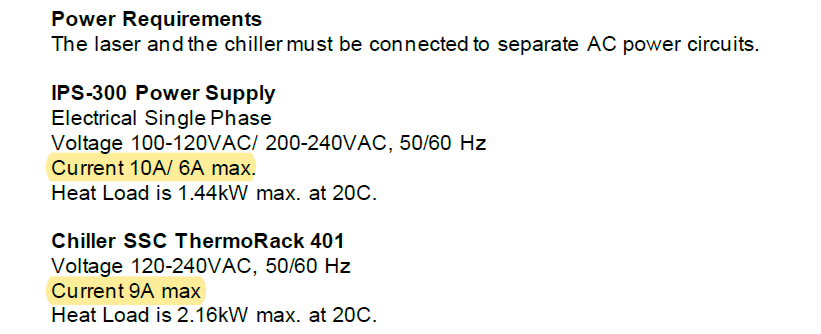 Power Requirements
The laser and the chiller must be connected to separate AC power circuits.
IPS-300 Power Supply
Electrical Single Phase
Voltage 100-120VAC/ 200-240VAC, 50/60 Hz
Current 10A/ 6A max.
Heat Load is 1.44kW max. at 20C.
Chiller SSC ThermoRack 401
Voltage 120-240VAC, 50/60 Hz
Current 9A max
Heat Load is 2.16kW max. at 20C.